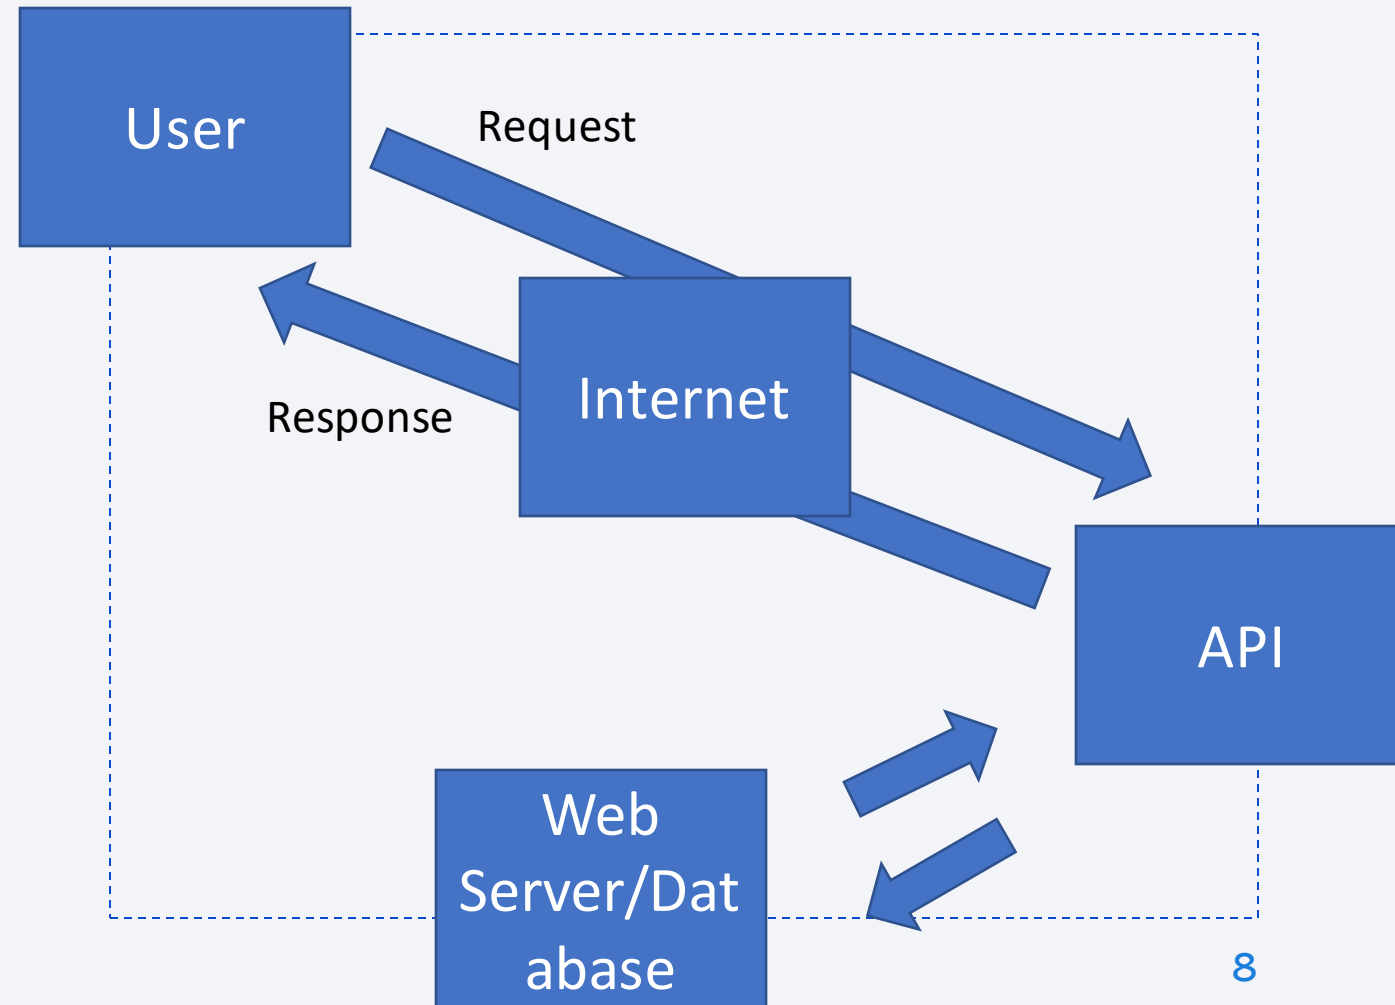 User
Request
Internet
Response
API
Web
Server/Dat
abase
8